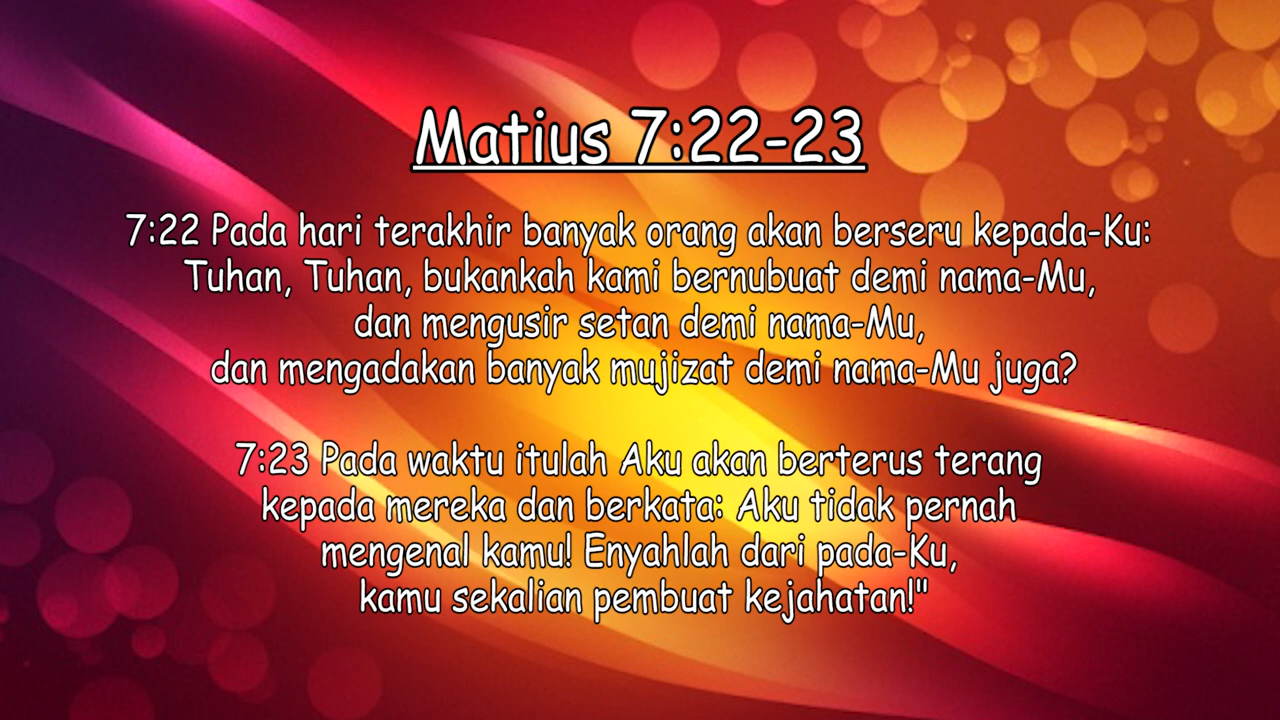 Matius 7:22-23
7:22 Pada hari terakhir banyak orang akan berseru kepada-Ku:
Tuhan, Tuhan, bukankah kami bernubuat demi nama-Mu,
dan mengusir setan demi nama-Mu,
dan mengadakan banyak mujizat demi nama-Mu juga?
7:23 Pada waktu itulah Aku akan berterus terang
kepada mereka dan berkata: Aku tidak pernah
mengenal kamu! Enyahlah dari pada-Ku,
kamu sekalian pembuat kejahatan!"